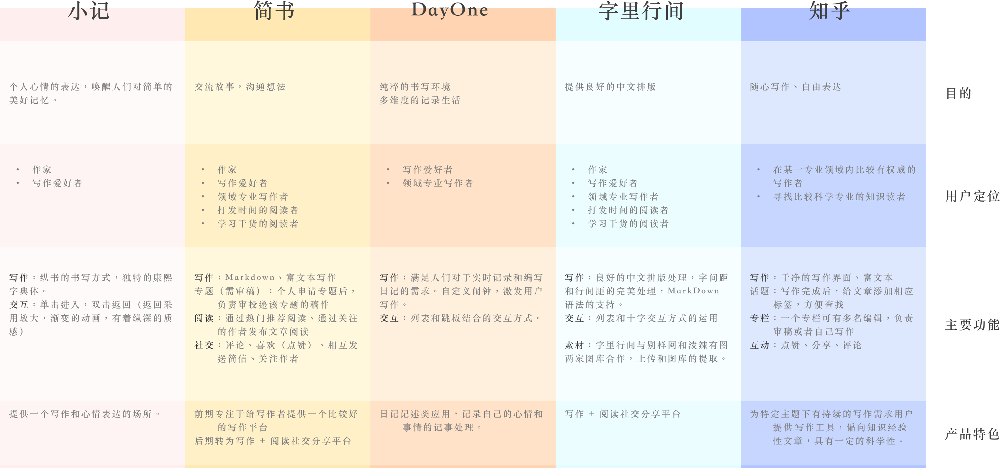 小记
简书
DayOne
字里行间
知乎
个人心情的表达，唤醒人们对简单的
美好记忆。
交流故事，沟通想法
纯粹的书写环境
多维度的记录生活
提供良好的中文排版
随心写作、自由表达
目的
• 作家
• 写作爱好者
• 作家
• 写作爱好者
• 领域专业写作者
• 打发时间的阅读者
• 学习干货的阅读者
• 写作爱好者
• 领域专业写作者
• 作家
• 写作爱好者
• 领域专业写作者
• 打发时间的阅读者
• 学习干货的阅读者
• 在某一专业领域内比较有权威的
写作者
• 寻找比较科学专业的知识读者
用户定位
写作：纵书的书写方式，独特的康熙
字典体。
交互：单击进入，双击返回（返回采
用放大，渐变的动画，有着纵深的质
感）
写作：Markdown、富文本写作
专题（需审稿）：个人申请专题后，
负责审投递该专题的稿件
阅读：通过热门推荐阅读、通过关注
的作者发布文章阅读
社交：评论、喜欢（点赞）、相互发
送简信、关注作者
写作：满足人们对于实时记录和编写
日记的需求。自定义闹钟，激发用户
写作。
交互：列表和跳板结合的交互方式。
写作：良好的中文排版处理，字间距
和行间距的完美处理，MarkDown
语法的支持。
交互：列表和十字交互方式的运用
素材：字里行间与别样网和泼辣有图
两家图库合作，上传和图库的提取。
写作：干净的写作界面、富文本
话题：写作完成后，给文章添加相应
标签，方便查找
专栏：一个专栏可有多名编辑，负责
审稿或者自己写作
互动：点赞、分享、评论
主要功能
提供一个写作和心情表达的场所。
前期专注于给写作者提供一个比较好
的写作平台
后期转为写作 + 阅读社交分享平台
日记记述类应用，记录自己的心情和
事情的记事处理。
写作 + 阅读社交分享平台
为特定主题下有持续的写作需求用户
提供 写作工具，偏向知识经验
性文章，具有一定的科学性。
产品特色